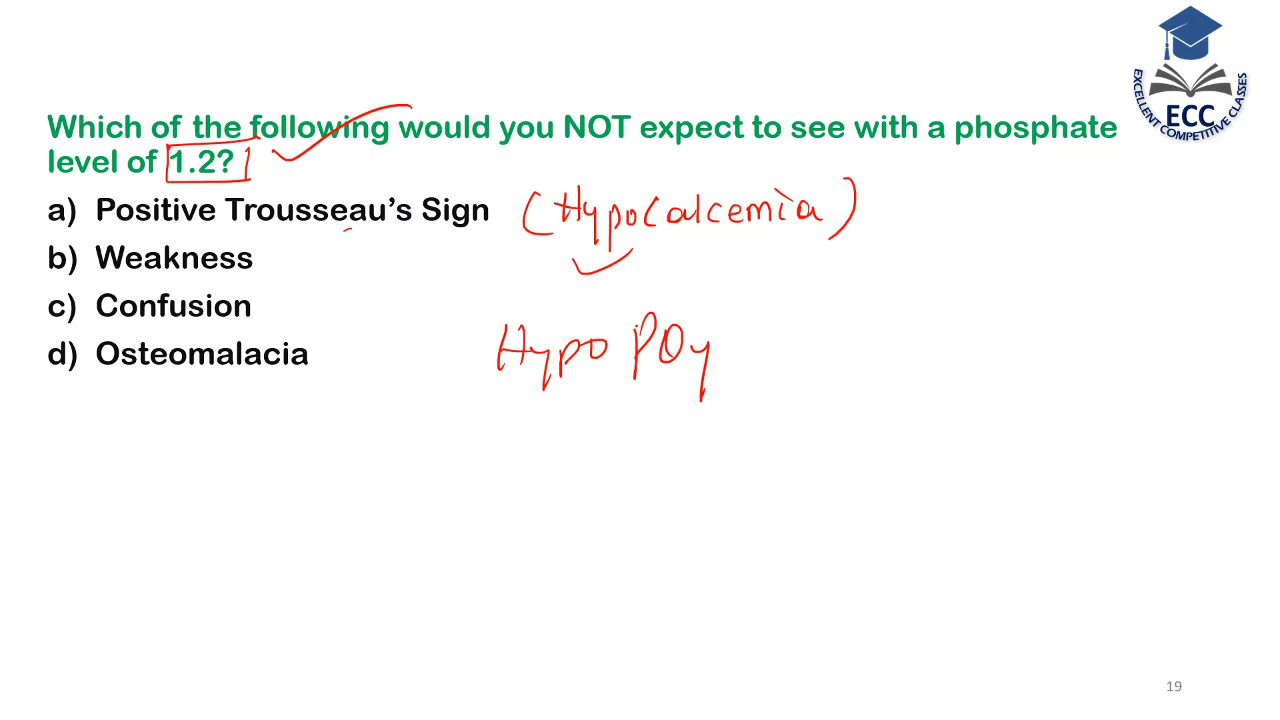 EXCELLENT COMPETITIVE CLASSES
ECC
Which of the following would you NOT expect to see with a phosphate
level of 1.2?
a) Positive Trousseau's Sign (Hypocalcemia)
b) Weakness
c) Confusion
Hypo PO4
d) Osteomalacia
19